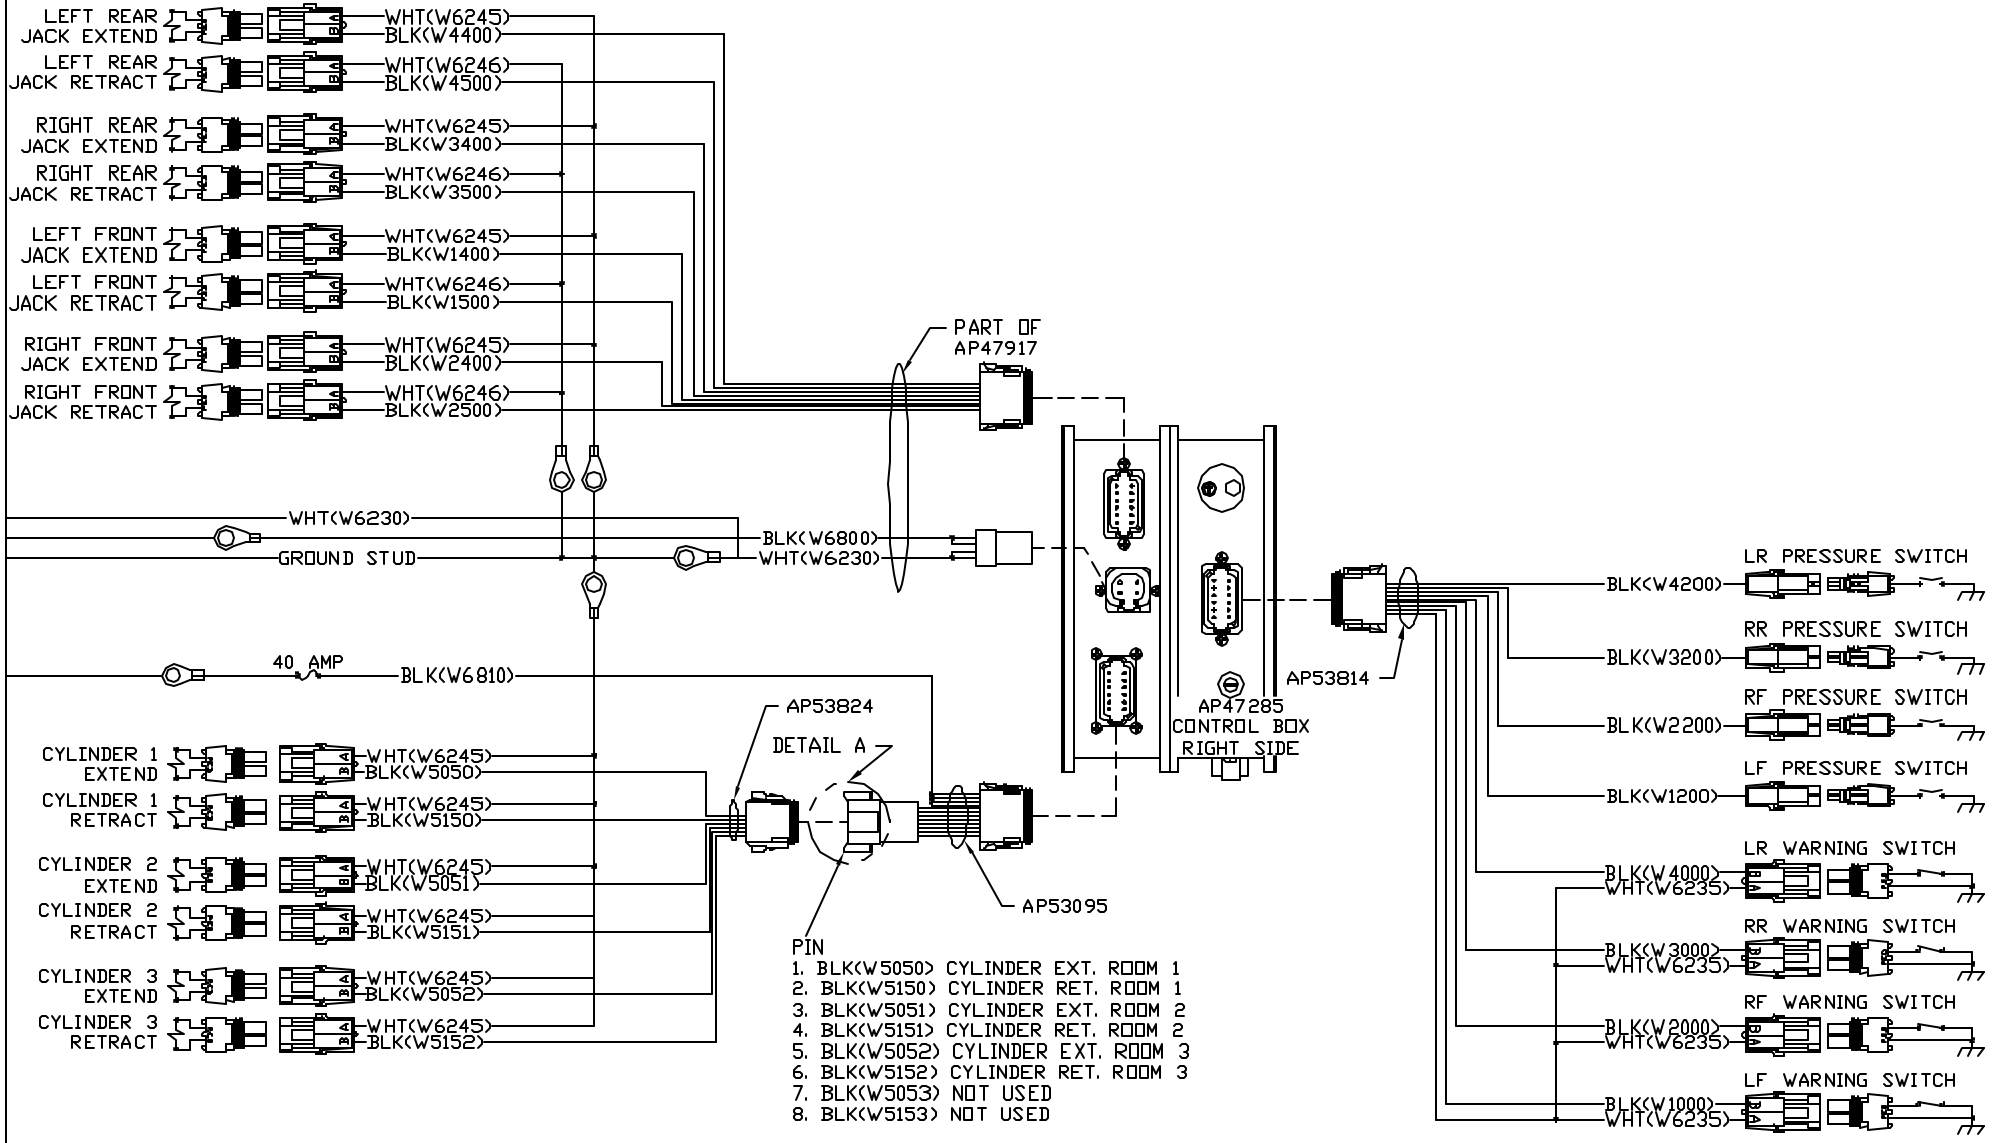 LEFT REAR
JACK EXTEND
WHT(W6245)
BLK(W4400)
LEFT REAR
JACK RETRACT
WHT(W6246)
BLK(W4500)
RIGHT REAR
JACK EXTEND
WHT(W6245)
BLK(W3400)
RIGHT REAR
JACK RETRACT
WHT(W6246)
BLK(W3500)
LEFT FRONT
JACK EXTEND
WHT(W6245)
BLK(W1400)
LEFT FRONT
JACK RETRACT
WHT(W6246)
BLK(W1500)
RIGHT FRONT
JACK EXTEND
WHT(W6245)
BLK(W2400)
RIGHT FRONT
JACK RETRACT
WHT(W6246)
BLK(W2500)
A
B
A
B
A
B
A
B
A
B
A
B
A
B
A
B
PART OF
AP47917
WHT(W6230)
GROUND STUD
BLK(W6800)
WHT(W6230)
40 AMP
BLK(W6810)
AP53824
DETAIL A
CYLINDER 1
EXTEND
WHT(W6245)
BLK(W5050)
CYLINDER 1
RETRACT
WHT(W6245)
BLK(W5150)
CYLINDER 2
EXTEND
WHT(W6245)
BLK(W5051)
CYLINDER 2
RETRACT
WHT(W6245)
BLK(W5151)
CYLINDER 3
EXTEND
WHT(W6245)
BLK(W5052)
CYLINDER 3
RETRACT
WHT(W6245)
BLK(W5152)
A
B
A
B
A
B
A
B
A
B
A
B
AP53095
PIN
1. BLK(W5050) CYLINDER EXT. ROOM 1
2. BLK(W5150) CYLINDER RET. ROOM 1
3. BLK(W5051) CYLINDER EXT. ROOM 2
4. BLK(W5151) CYLINDER RET. ROOM 2
5. BLK(W5052) CYLINDER EXT. ROOM 3
6. BLK(W5152) CYLINDER RET. ROOM 3
7. BLK(W5053) NOT USED
8. BLK(W5153) NOT USED
AP47285
CONTROL BOX
RIGHT SIDE
AP53814
LR PRESSURE SWITCH
BLK(W4200)
RR PRESSURE SWITCH
BLK(W3200)
RF PRESSURE SWITCH
BLK(W2200)
LF PRESSURE SWITCH
BLK(W1200)
LR WARNING SWITCH
BLK(W4000)
WHT(W6235)
RR WARNING SWITCH
BLK(W3000)
WHT(W6235)
RF WARNING SWITCH
BLK(W2000)
WHT(W6235)
LF WARNING SWITCH
BLK(W1000)
WHT(W6235)
B
A
B
A
B
A
B
A